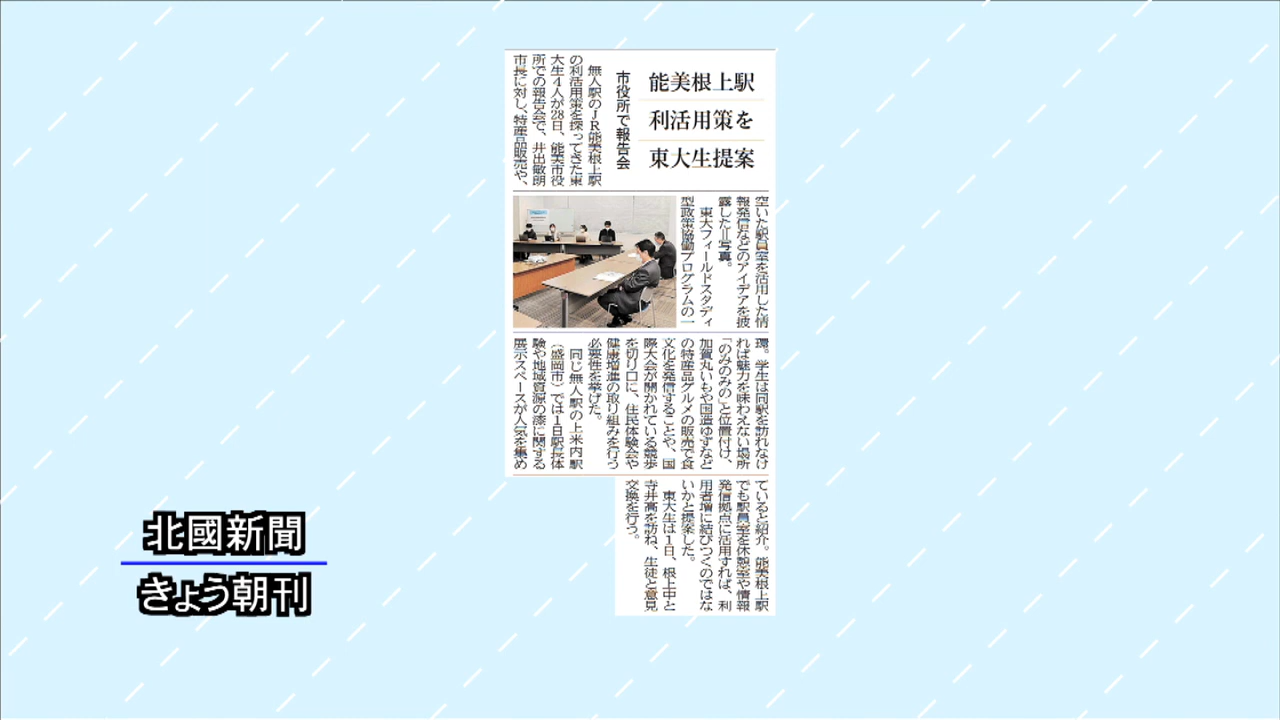 能美根上駅
利活用策を
東大生提案
市役所で報告会
無人駅のJR能美根上駅
の利活用策を探ってきた東
大生4人が28日、能美市役
所での報告会で、井出敏朗
市長に対し、特産品販売や、
空いた駅員室を活用した情
報発信などのアイデアを披
露した＝写真。
東大フィールドスタディ
型政策協働プログラムの一
環。学生は同駅を訪れなけ
れば魅力を味わえない場所
「のみのみの」と位置付け、
加賀丸いもや国造ゆずなど
の特産品グルメの販売で食
文化を発信することや、国
際大会が開かれている競歩
を切り口に、住民体験会や
健康増進の取り組みを行う
必要性を挙げた。
同じ無人駅の上米内駅
（盛岡市）では1日駅長体
験や地域資源の漆に関する
展示スペースが人気を集め
ていると紹介。能美根上駅
でも駅員室を休憩室や情報
発信拠点に活用すれば、利
用者増に結びつくのではな
いかと提案した。
東大生は1日、根上中と
寺井高を訪ね、生徒と意見
交換を行う。
北國新聞
きょう朝刊